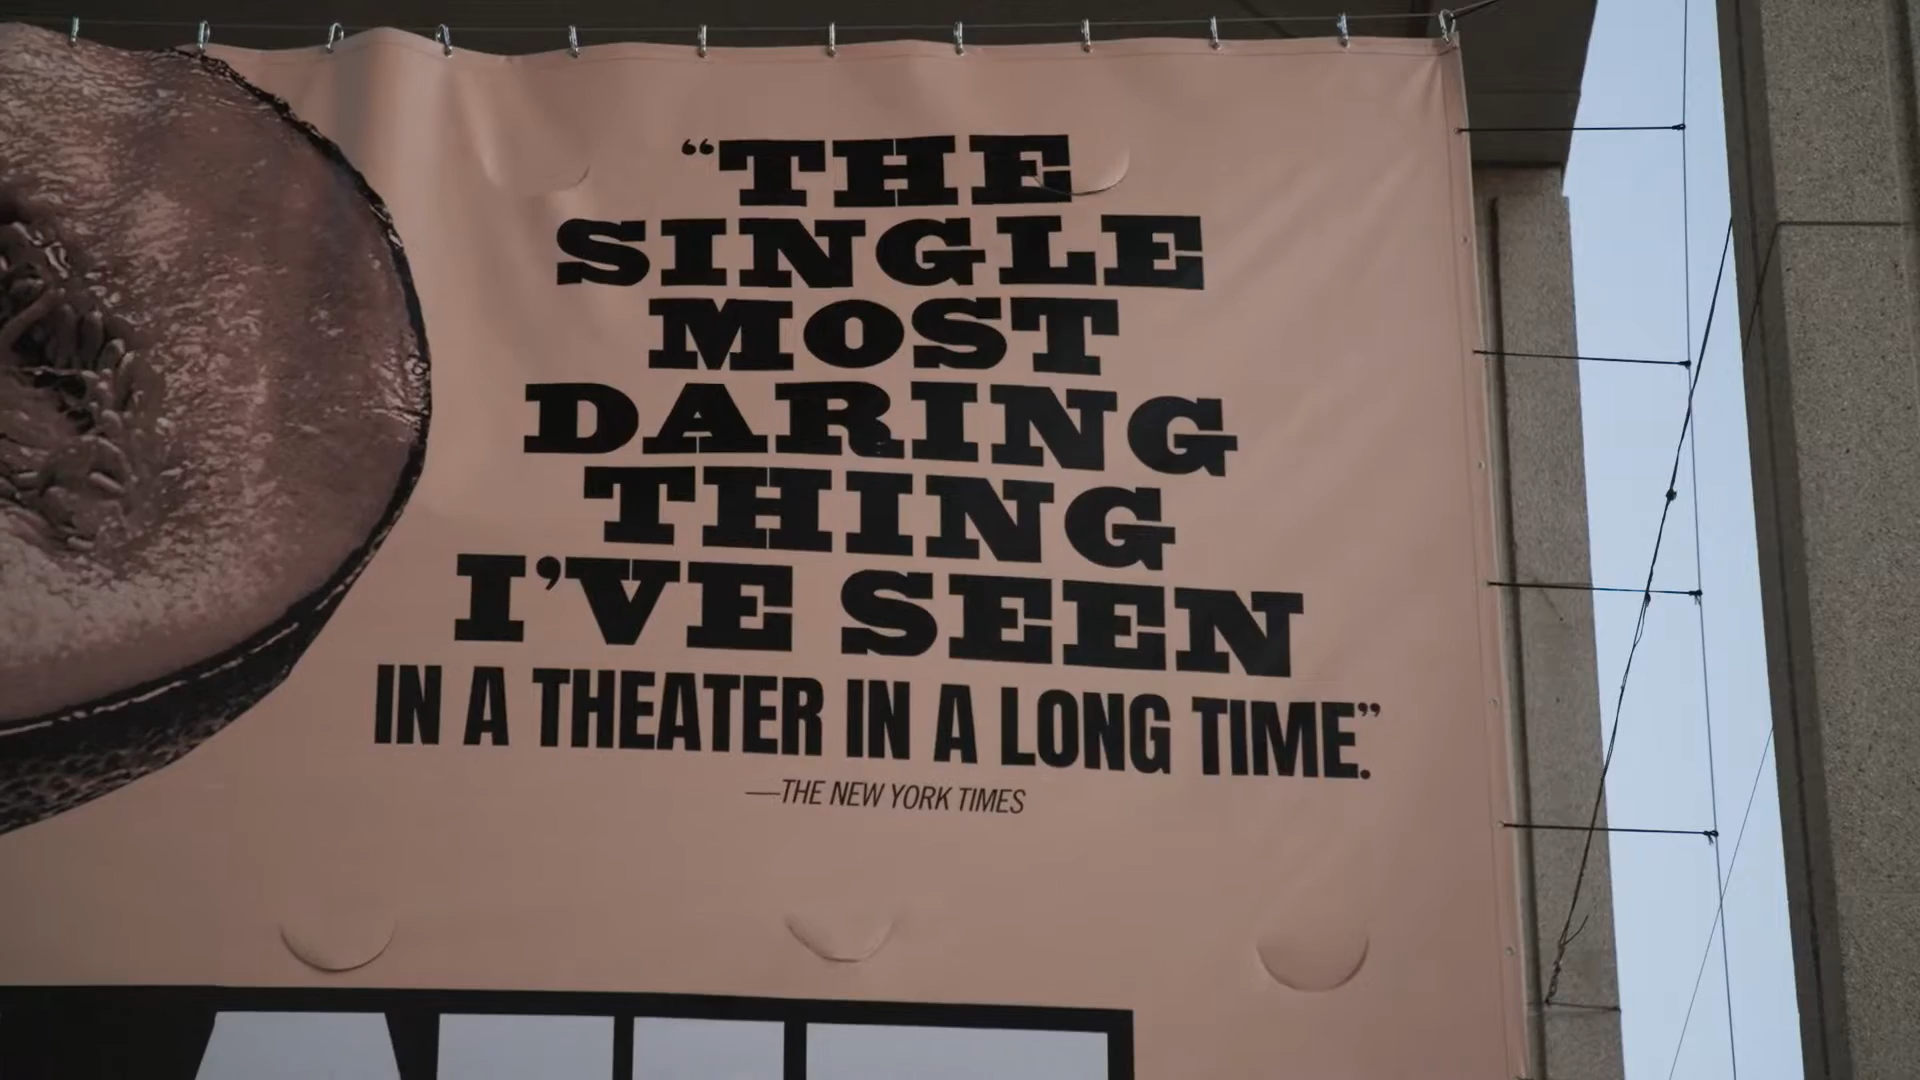 “THE
SINGLE
MOST
DARING
THING
I’VE SEEN
IN A THEATER IN A LONG TIME”.
—THE NEW YORK TIMES